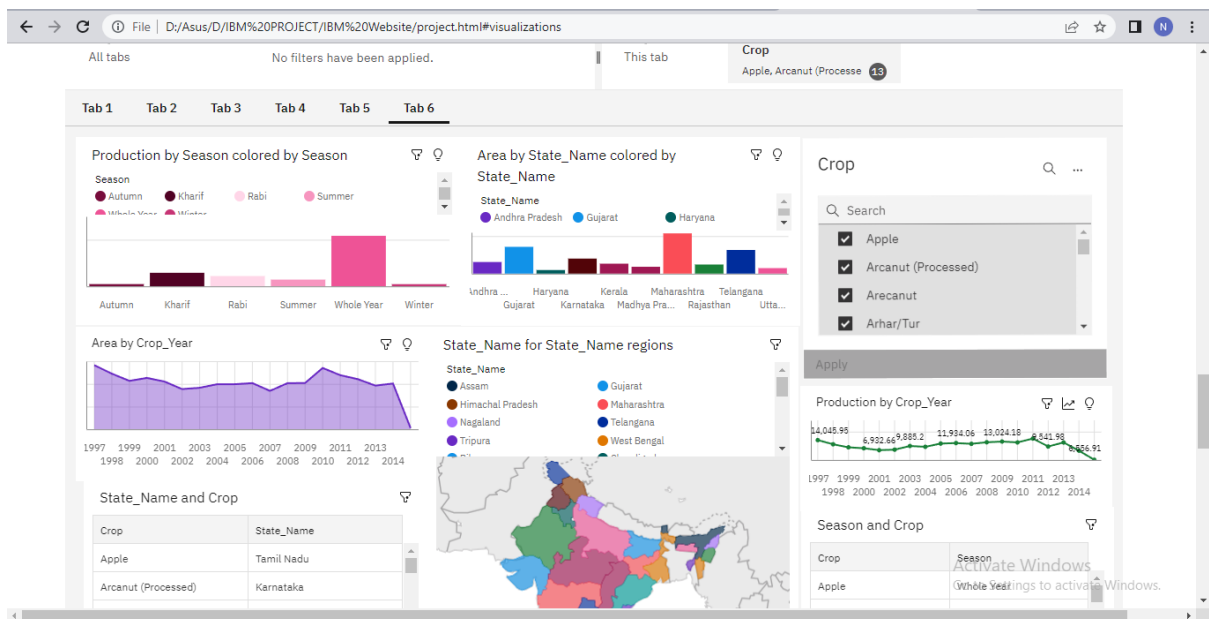 File | D:/Asus/D/IBM%20PROJECT/IBM%20Website/project.html#visualizations
N
All tabs
No filters have been applied.
This tab
Crop
Apple, Arcanut (Processe 13
Tab 1 Tab 2 Tab 3 Tab 4 Tab 5 Tab 6
Production by Season colored by Season
Season
Autumn Kharif Rabi Summer
Whole Year Winter
Autumn Kharif Rabi Summer Whole Year Winter
Area by State_Name colored by
State_Name
State_Name
Andhra Pradesh Gujarat Haryana
Andhra ... Haryana Kerala Maharashtra Telangana
Gujarat Karnataka Madhya Pra... Rajasthan Utta...
Crop
...
Search
Apple
Arcanut (Processed)
Arecanut
Arhar/Tur
Apply
Area by Crop_Year
1997 1999 2001 2003 2005 2007 2009 2011 2013
1998 2000 2002 2004 2006 2008 2010 2012 2014
State_Name for State_Name regions
State_Name
Assam Gujarat
Himachal Pradesh Maharashtra
Nagaland Telangana
Tripura West Bengal
Production by Crop_Year
14,045.95 6,932.66 9,885.2 11,934.06 13,024.18 9,541.98 6,556.91
1997 1999 2001 2003 2005 2007 2009 2011 2013
1998 2000 2002 2004 2006 2008 2010 2012 2014
State_Name and Crop
Crop State_Name
Apple Tamil Nadu
Arcanut (Processed) Karnataka
Season and Crop
Crop Season
Apple Whole Year
Activate Windows
Go to Settings to activate Windows.